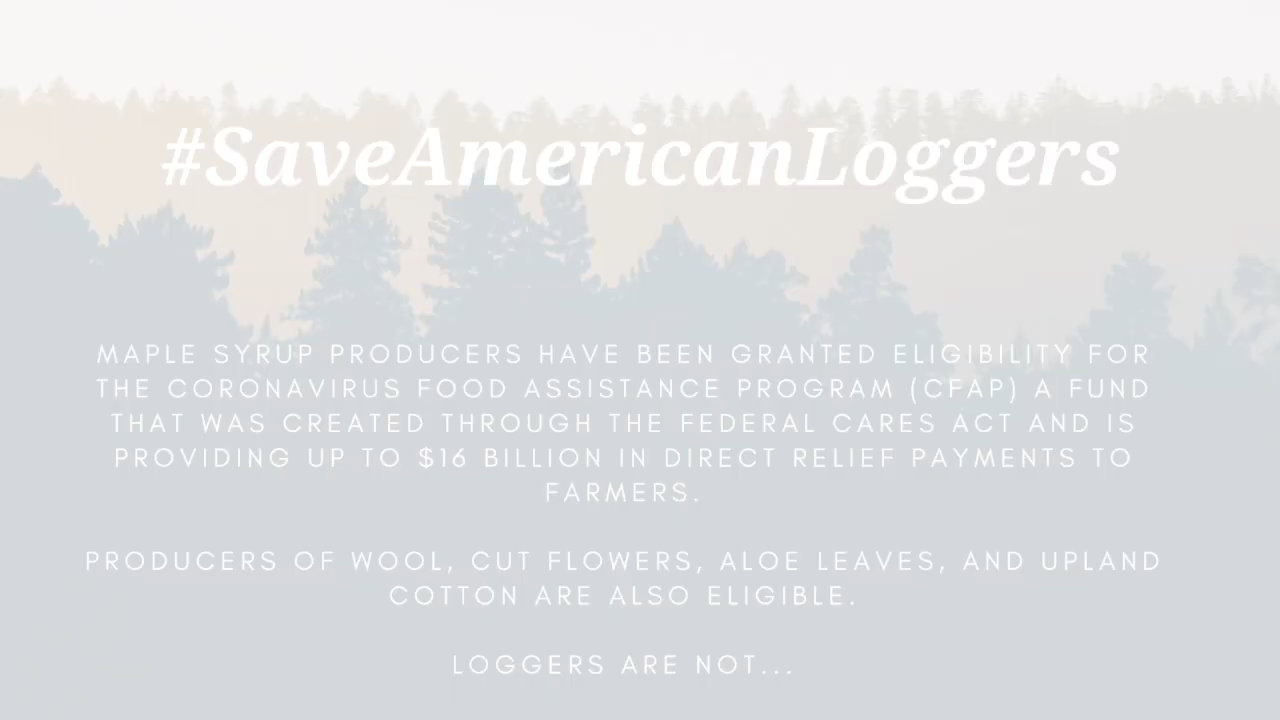 #SaveAmericanLoggers
MAPLE SYRUP PRODUCERS HAVE BEEN GRANTED ELIGIBILITY FOR
THE CORONAVIRUS FOOD ASSISTANCE PROGRAM (CFAP) A FUND
THAT WAS CREATED THROUGH THE FEDERAL CARES ACT AND IS
PROVIDING UP TO $16 BILLION IN DIRECT RELIEF PAYMENTS TO
FARMERS.
PRODUCERS OF WOOL, CUT FLOWERS, ALOE LEAVES, AND UPLAND
COTTON ARE ALSO ELIGIBLE.
LOGGERS ARE NOT...